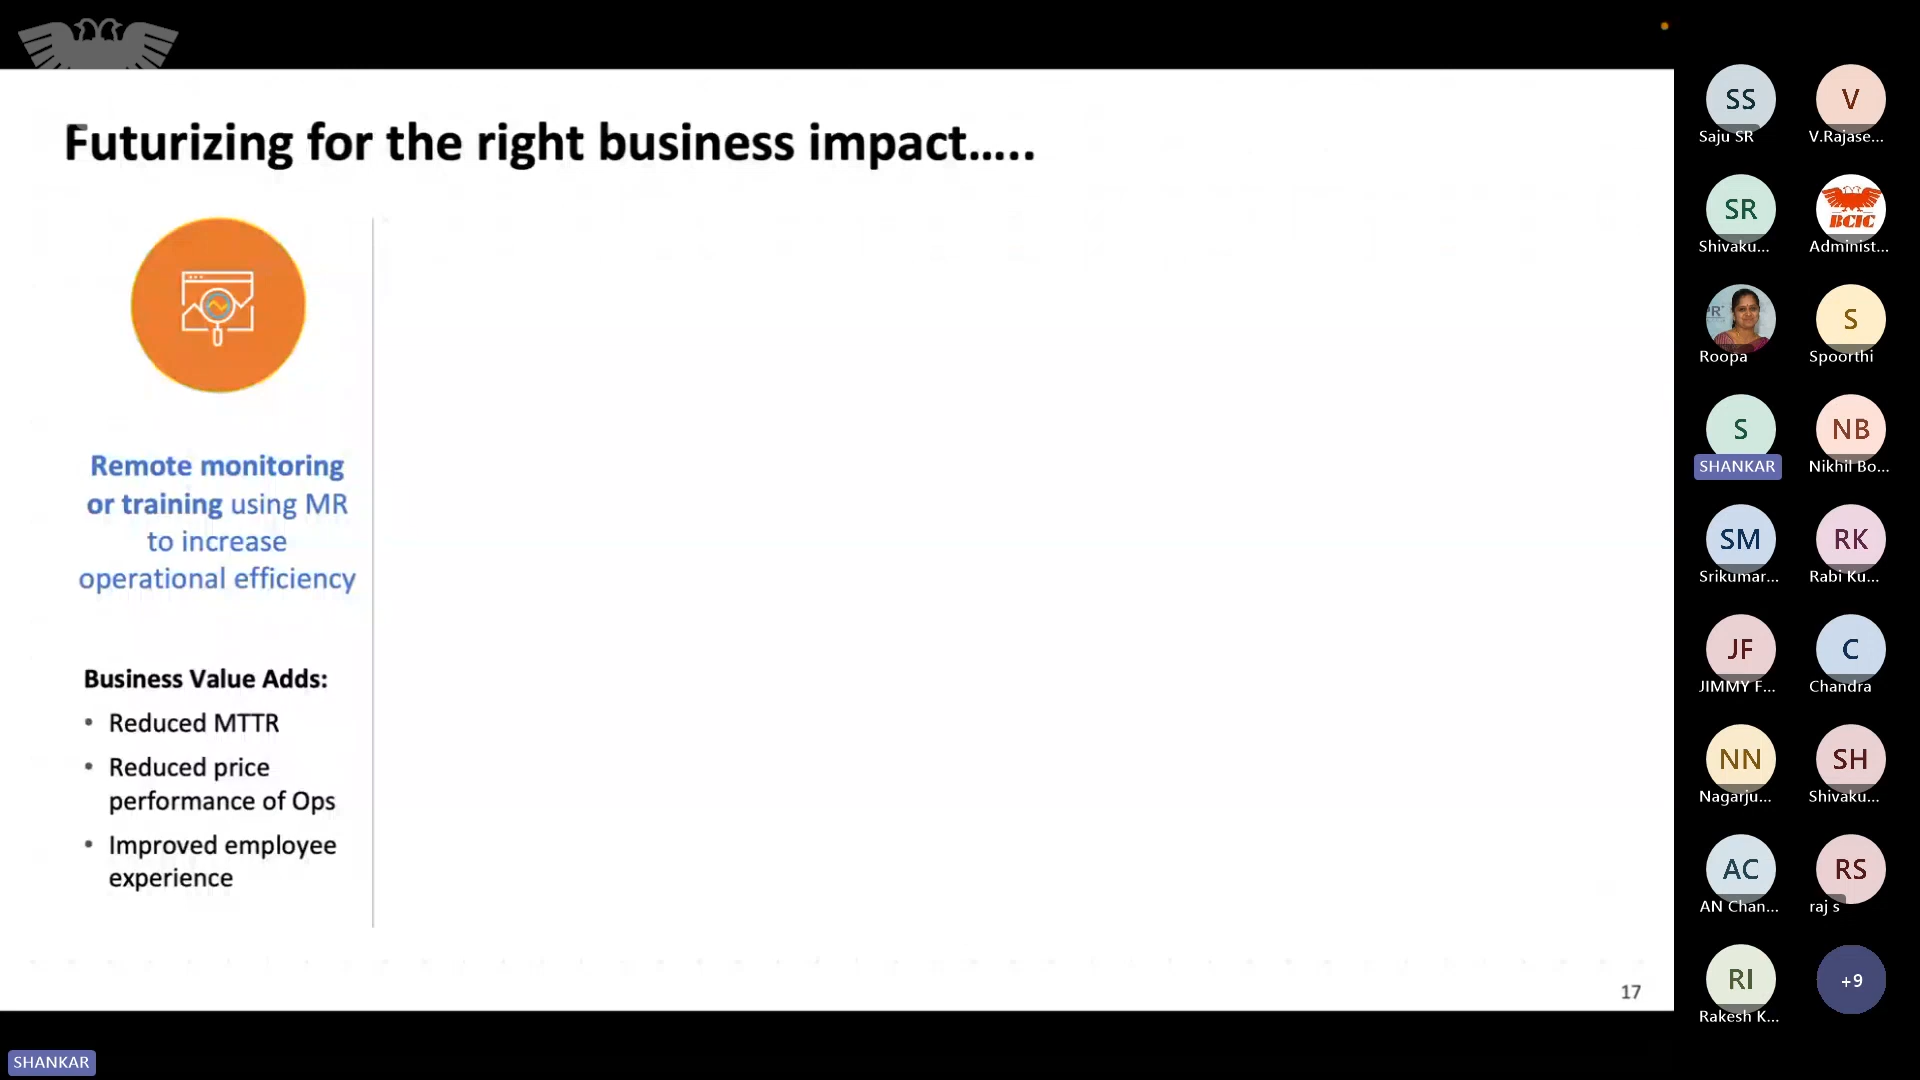 Futurizing for the right business impact.....
Remote monitoring
or training using MR
to increase
operational efficiency
Business Value Adds:
• Reduced MTTR
• Reduced price
performance of Ops
• Improved employee
experience
17
SHANKAR
SS
Saju SR
V
V.Rajase...
SR
Shivaku...
BCIC
Administ...
PR
Roopa
S
Spoorthi
S
SHANKAR
NB
Nikhil Bo...
SM
Srikumar...
RK
Rabi Ku...
JF
JIMMY F...
C
Chandra
NN
Nagarju...
SH
Shivaku...
AC
AN Chan...
RS
raj s
RI
Rakesh K...
+9